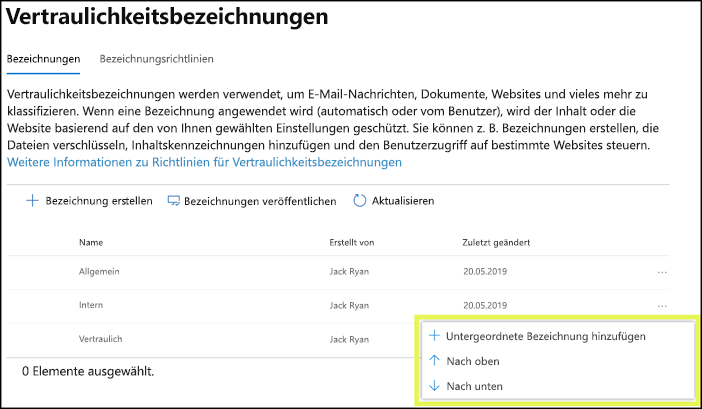 Vertraulichkeitsbezeichnungen
Bezeichnungen Bezeichnungsrichtlinien
Vertraulichkeitsbezeichnungen werden verwendet, um E-Mail-Nachrichten, Dokumente, Websites und vieles mehr zu
klassifizieren. Wenn eine Bezeichnung angewendet wird (automatisch oder vom Benutzer), wird der Inhalt oder die
Website basierend auf den von Ihnen gewählten Einstellungen geschützt. Sie können z. B. Bezeichnungen erstellen, die
Dateien verschlüsseln, Inhaltskennzeichnungen hinzufügen und den Benutzerzugriff auf bestimmte Websites steuern.
Weitere Informationen zu Richtlinien für Vertraulichkeitsbezeichnungen
Bezeichnung erstellen Bezeichnungen veröffentlichen Aktualisieren
Name Erstellt von Zuletzt geändert
Allgemein Jack Ryan 20.05.2019 ...
Intern Jack Ryan 20.05.2019 ...
Vertraulich Jack Ryan
Untergeordnete Bezeichnung hinzufügen
Nach oben
Nach unten
0 Elemente ausgewählt.